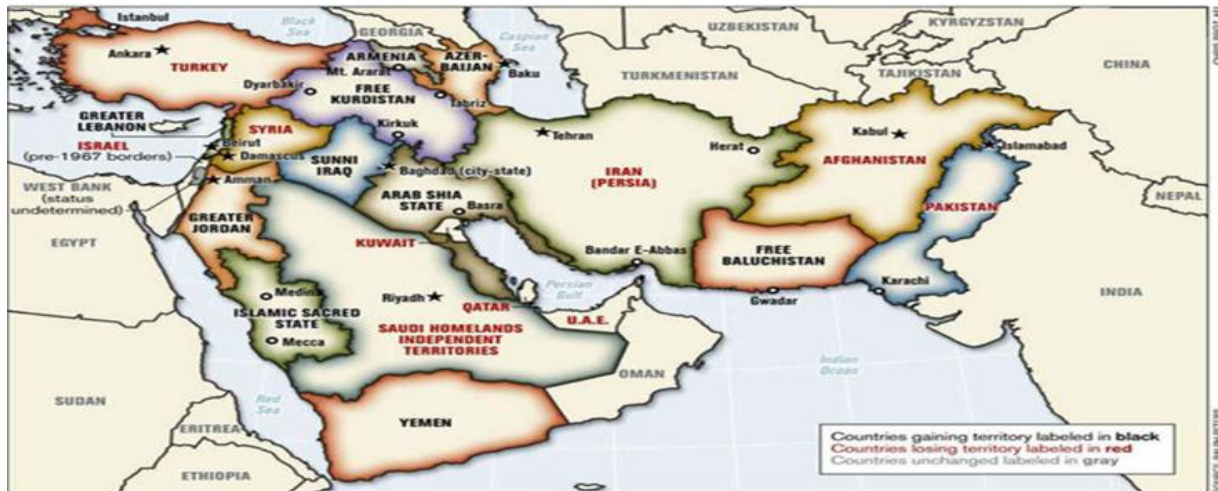 Istanbul
Black
Sea
GEORGIA
Caspian
Sea
UZBEKISTAN
KYRGYZSTAN
Ankara
TURKEY
ARMENIA
Mt. Ararat
AZER-
BAIJAN
Baku
TURKMENISTAN
TAJIKISTAN
CHINA
Dyarbakir
FREE
KURDISTAN
Tabriz
GREATER
LEBANON
SYRIA
Kirkuk
Tehran
Herat
Kabul
Islamabad
ISRAEL
(pre-1967 borders)
Beirut
Damascus
SUNNI
IRAQ
Baghdad (city-state)
IRAN
(PERSIA)
AFGHANISTAN
WEST BANK
(status
undetermined)
Amman
ARAB SHIA
STATE
Basra
PAKISTAN
NEPAL
EGYPT
GREATER
JORDAN
KUWAIT
Bandar E-Abbas
FREE
BALUCHISTAN
Karachi
INDIA
Medina
ISLAMIC SACRED
STATE
Mecca
Riyadh
Persian
Gulf
QATAR
U.A.E.
Gwadar
SAUDI HOMELANDS
INDEPENDENT
TERRITORIES
OMAN
Indian
Ocean
SUDAN
Red
Sea
ERITREA
YEMEN
ETHIOPIA
Countries gaining territory labeled in black
Countries losing territory labeled in red
Countries unchanged labeled in gray